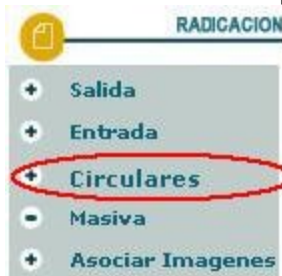 RADICACION
Salida
Entrada
Circulares
Masiva
Asociar Imagenes